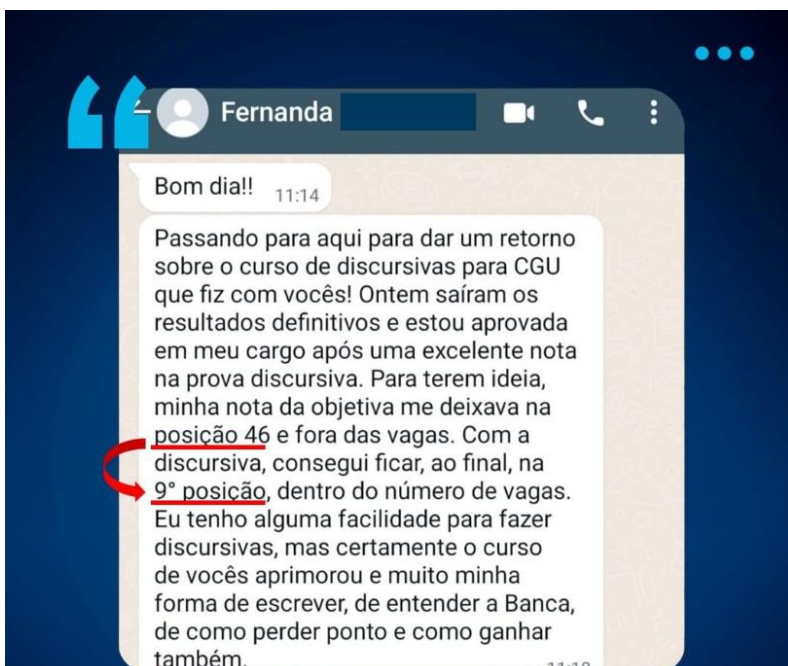 Fernanda
Bom dia!! 11:14
Passando para aqui para dar um retorno
sobre o curso de discursivas para CGU
que fiz com vocês! Ontem saíram os
resultados definitivos e estou aprovada
em meu cargo após uma excelente nota
na prova discursiva. Para terem ideia,
minha nota da objetiva me deixava na
posição 46 e fora das vagas. Com a
discursiva, consegui ficar, ao final, na
9° posição, dentro do número de vagas.
Eu tenho alguma facilidade para fazer
discursivas, mas certamente o curso
de vocês aprimorou e muito minha
forma de escrever, de entender a Banca,
de como perder ponto e como ganhar
também.